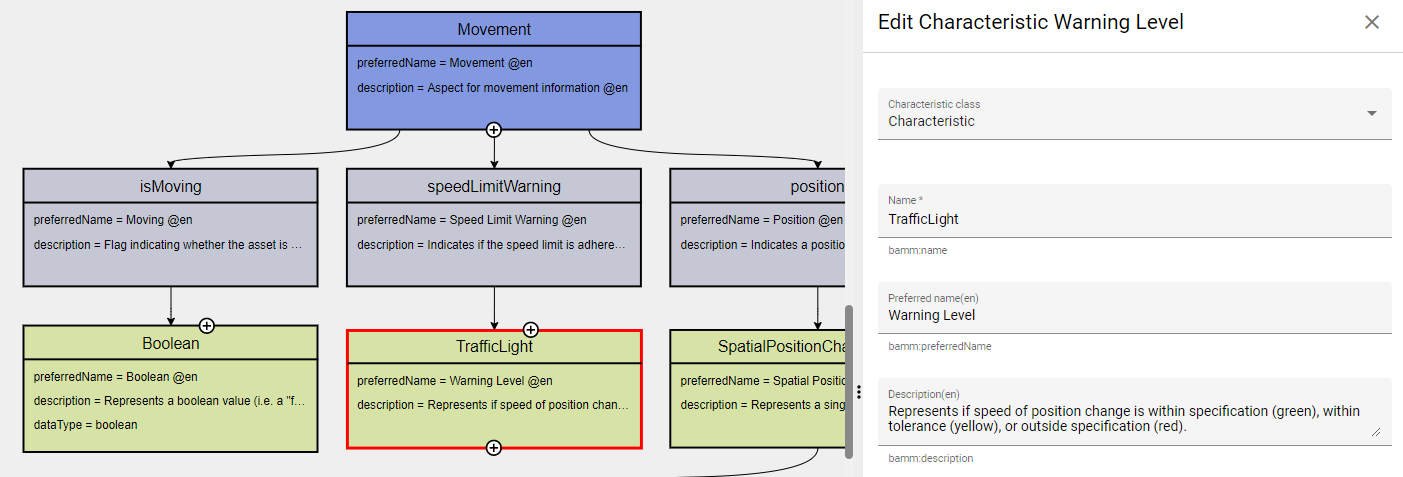 Movement
preferredName = Movement @en
description = Aspect for movement information @en
isMoving
preferredName = Moving @en
description = Flag indicating whether the asset is ...
speedLimitWarning
preferredName = Speed Limit Warning @en
description = Indicates if the speed limit is adhere...
position
preferredName = Position @en
description = Indicates a positio
Boolean
preferredName = Boolean @en
description = Represents a boolean value (i.e. a "f...
dataType = boolean
TrafficLight
preferredName = Warning Level @en
description = Represents if speed of position chan...
SpatialPositionCha
preferredName = Spatial Positio
description = Represents a sing
Edit Characteristic Warning Level
Characteristic class
Characteristic
Name *
TrafficLight
bamm:name
Preferred name(en)
Warning Level
bamm:preferredName
Description(en)
Represents if speed of position change is within specification (green), within
tolerance (yellow), or outside specification (red).
bamm:description